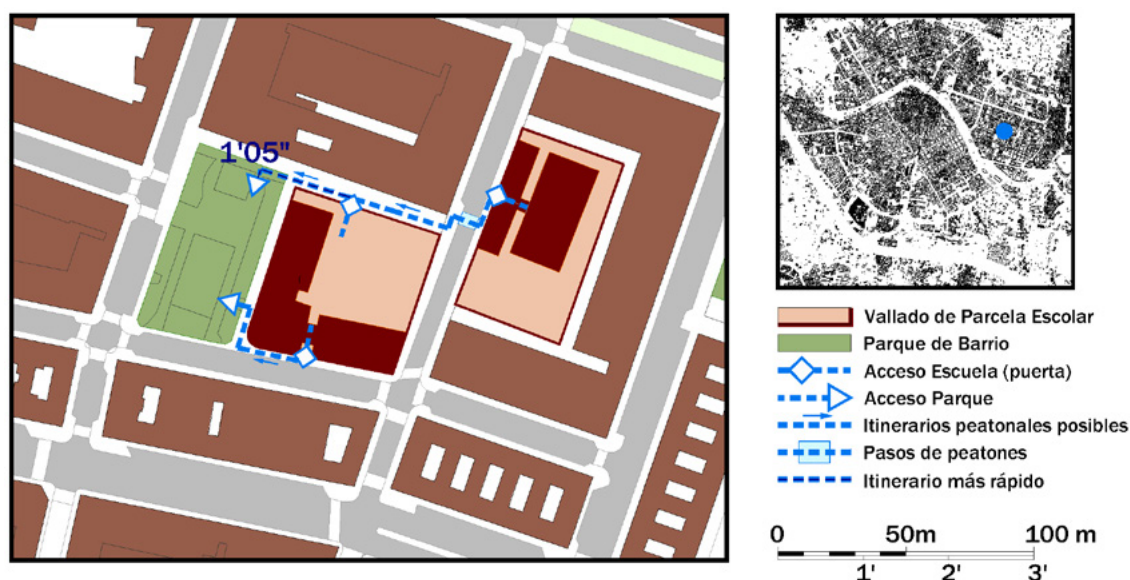 1'05"
Vallado de Parcela Escolar
Parque de Barrio
Acceso Escuela (puerta)
Acceso Parque
Itinerarios peatonales posibles
Pasos de peatones
Itinerario más rápido
0 50m 100 m
1' 2' 3'